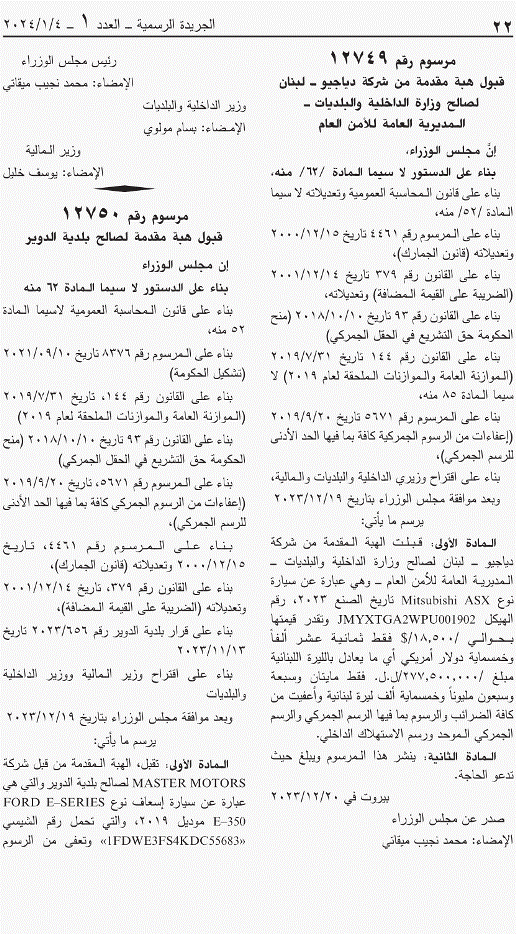 ٢٢
الجريدة الرسمية ـ العدد ١ ـ ٢٠٢٤/١/٤
مرسوم رقم ١٢٧٤٩
قبول هبة مقدمة من شركة دياجيو ـ لبنان
لصالح وزارة الداخلية والبلديات ـ
المديرية العامة للأمن العام
إنّ مجلس الوزراء،
بناء على الدستور لا سيما المادة /٦٢/ منه،
بناء على قانون المحاسبة العمومية وتعديلاته لا سيما
المادة /٥٢/ منه،
بناء على المرسوم رقم ٤٤٦١ تاريخ ٢٠٠٠/١٢/١٥
وتعديلاته (قانون الجمارك)،
بناء على القانون رقم ٣٧٩ تاريخ ٢٠٠١/١٢/١٤
(الضريبة على القيمة المضافة) وتعديلاته،
بناء على القانون رقم ٩٣ تاريخ ٢٠١٨/١٠/١٠ (منح
الحكومة حق التشريع في الحقل الجمركي)
بناء على القانون رقم ١٤٤ تاريخ ٢٠١٩/٧/٣١
(الموازنة العامة والموازنات الملحقة لعام ٢٠١٩) لا
سيما المادة ٨٥ منه،
بناء على المرسوم رقم ٥٦٧١ تاريخ ٢٠١٩/٩/٢٠
(إعفاءات من الرسوم الجمركية كافة بما فيها الحد الأدنى
للرسم الجمركي)،
بناء على اقتراح وزيري الداخلية والبلديات والمالية،
وبعد موافقة مجلس الوزراء بتاريخ ٢٠٢٣/١٢/١٩
يرسم ما يأتي:
المادة الأولى: قبلت الهبة المقدمة من شركة
دياجيو ـ لبنان لصالح وزارة الداخلية والبلديات ـ
المديرية العامة للأمن العام ـ وهي عبارة عن سيارة
نوع Mitsubishi ASX تاريخ الصنع ٢٠٢٣، رقم
الهيكل JMYXTGA2WPU001902 وتقدر قيمتها
بحوالي /١٨,٥٠٠/$ فقط ثمانية عشر ألفاً
وخمسماية دولار أمريكي أي ما يعادل بالليرة اللبنانية
مبلغ /٢٧٧,٥٠٠,٠٠٠/ل.ل. فقط مايتان وسبعة
وسبعون مليوناً وخمسماية ألف ليرة لبنانية وأعفيت من
كافة الضرائب والرسوم بما فيها الرسم الجمركي والرسم
الجمركي الموحد ورسم الاستهلاك الداخلي.
المادة الثانية: ينشر هذا المرسوم ويبلغ حيث
تدعو الحاجة.
بيروت في ٢٠٢٣/١٢/٢٠
صدر عن مجلس الوزراء
الإمضاء: محمد نجيب ميقاتي
رئيس مجلس الوزراء
الإمضاء: محمد نجيب ميقاتي
وزير الداخلية والبلديات
الإمضاء: بسام مولوي
وزير المالية
الإمضاء: يوسف خليل
مرسوم رقم ١٢٧٥٠
قبول هبة مقدمة لصالح بلدية الدوير
إن مجلس الوزراء
بناء على الدستور لا سيما المادة ٦٢ منه
بناء على قانون المحاسبة العمومية لاسيما المادة
٥٢ منه،
بناء على المرسوم رقم ٨٣٧٦ تاريخ ٢٠٢١/٠٩/١٠
(تشكيل الحكومة)
بناء على القانون رقم ١٤٤، تاريخ ٢٠١٩/٧/٣١
(الموازنة العامة والموازنات الملحقة لعام ٢٠١٩)
بناء على القانون رقم ٩٣ تاريخ ٢٠١٨/١٠/١٠ (منح
الحكومة حق التشريع في الحقل الجمركي)
بناء على المرسوم رقم ٥٦٧١، تاريخ ٢٠١٩/٩/٢٠
(إعفاءات من الرسوم الجمركي كافة بما فيها الحد الأدنى
للرسم الجمركي)،
بناء على المرسوم رقم ٤٤٦١، تاريخ
٢٠٠٠/١٢/١٥ وتعديلاته (قانون الجمارك)،
بناء على القانون رقم ٣٧٩، تاريخ ٢٠٠١/١٢/١٤
وتعديلاته (الضريبة على القيمة المضافة)،
بناء على قرار بلدية الدوير رقم ٢٠٢٣/٦٥٦ تاريخ
٢٠٢٣/١١/١٣
بناء على اقتراح وزير المالية ووزير الداخلية
والبلديات
وبعد موافقة مجلس الوزراء بتاريخ ٢٠٢٣/١٢/١٩
يرسم ما يأتي:
المادة الأولى: تقبل، الهبة المقدمة من قبل شركة
MASTER MOTORS لصالح بلدية الدوير والتي هي
عبارة عن سيارة إسعاف نوع FORD E–SERIES
E–350 موديل ٢٠١٩، والتي تحمل رقم الشيسي
«1FDWE3FS4KDC55683» وتعفى من الرسوم